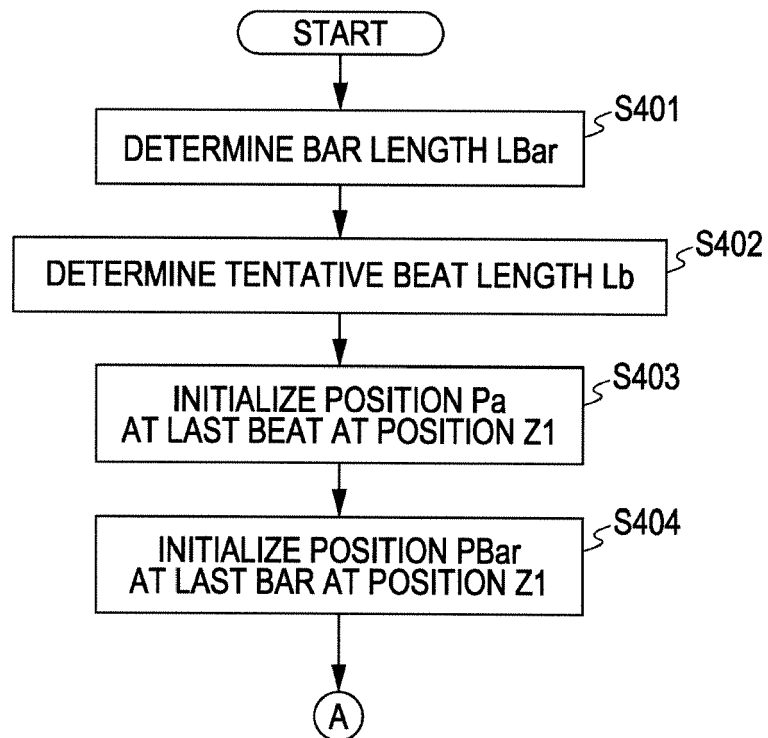 START
S401
DETERMINE BAR LENGTH LBar
S402
DETERMINE TENTATIVE BEAT LENGTH Lb
S403
INITIALIZE POSITION Pa
AT LAST BEAT AT POSITION Z1
S404
INITIALIZE POSITION PBar
AT LAST BAR AT POSITION Z1
A